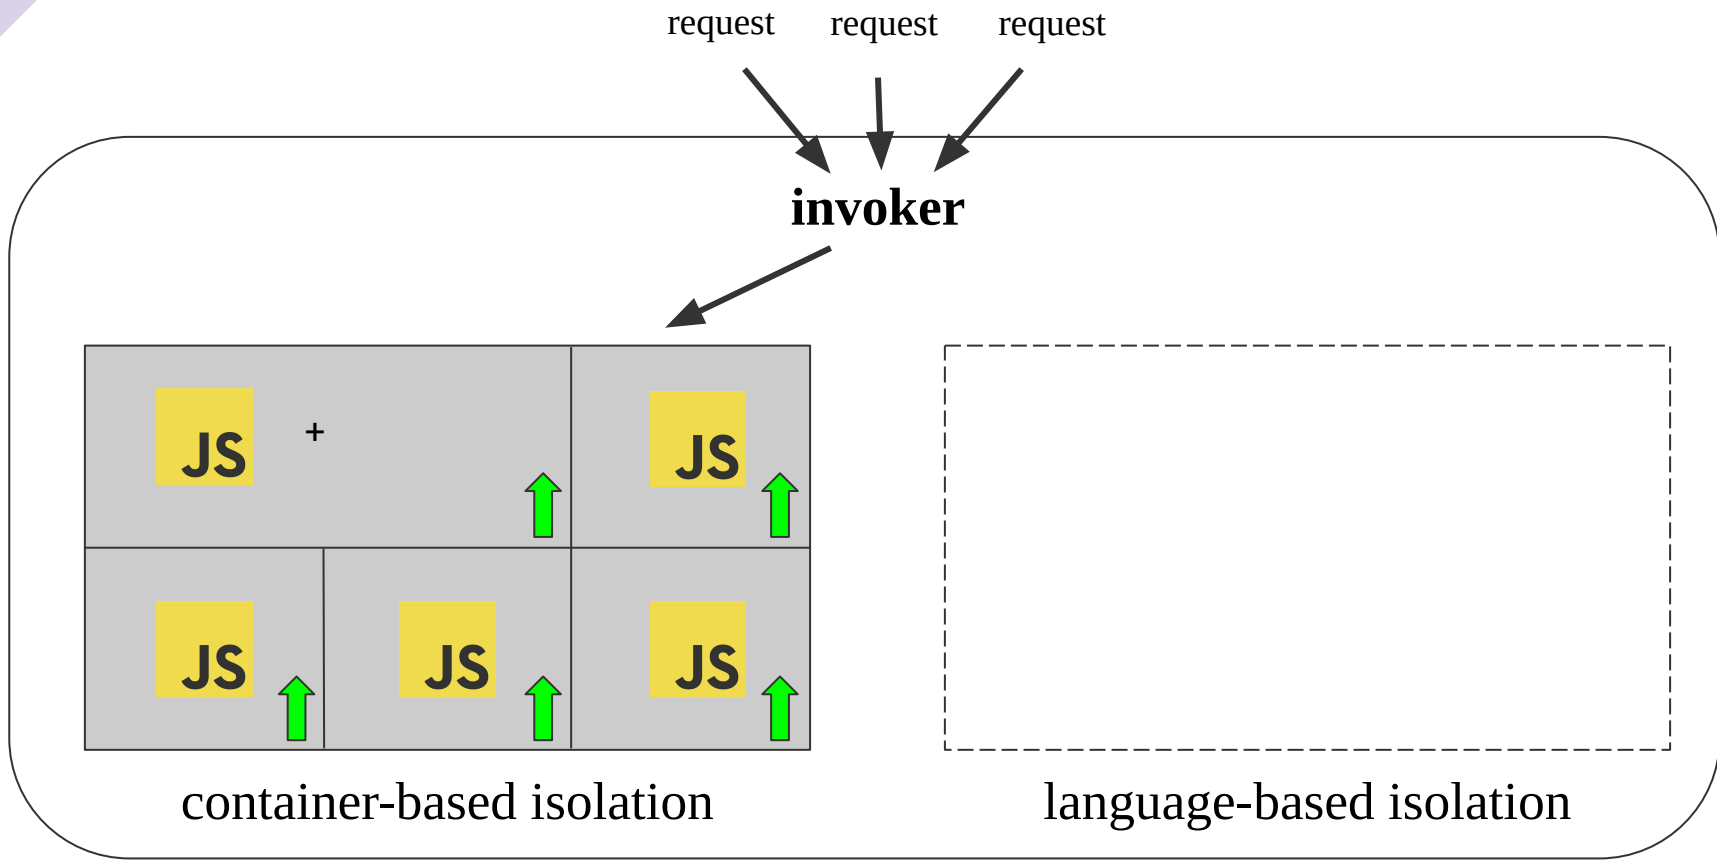 request request request
invoker
JS + JS
JS JS JS
container-based isolation language-based isolation